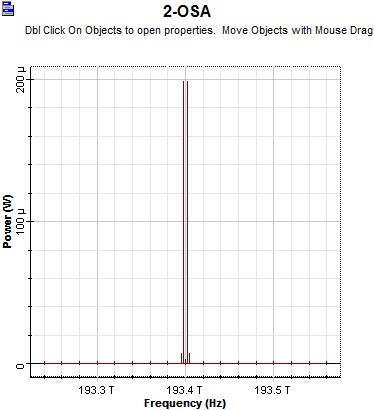 2-OSA
Dbl Click On Objects to open properties. Move Objects with Mouse Drag
200 µ
100 µ
0
Power (W)
193.3 T
193.4 T
193.5 T
Frequency (Hz)